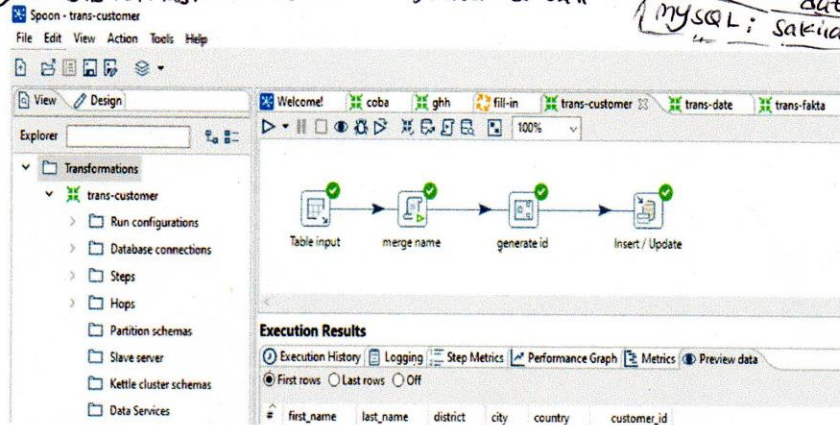 MySQL: Sakila
Spoon - trans-customer
File Edit View Action Tools Help
View Design
Welcome! coba ghh fill-in trans-customer trans-date trans-fakta
Explorer
100%
Transformations
trans-customer
Run configurations
Database connections
Steps
Hops
Partition schemas
Slave server
Kettle cluster schemas
Data Services
Table input merge name generate id Insert / Update
Execution Results
Execution History Logging Step Metrics Performance Graph Metrics Preview data
First rows Last rows Off
# first_name last_name district city country customer_id